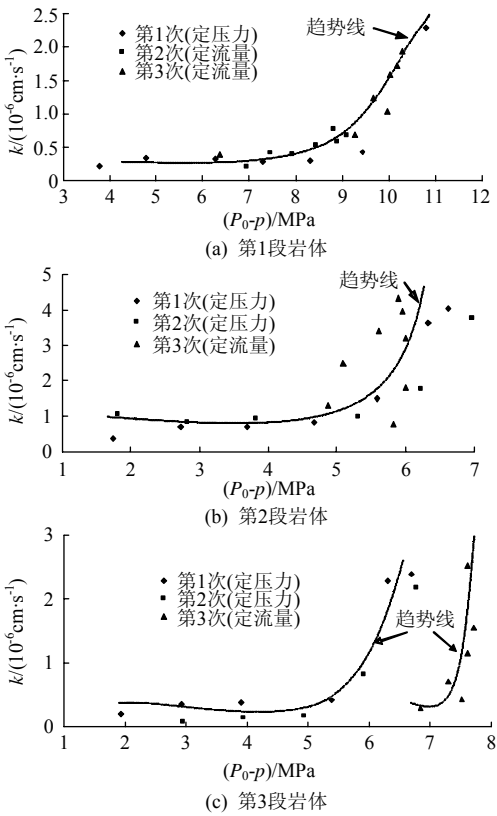 2.5
2.0
1.5
1.0
0.5
0.0
k/(10⁻⁶cm·s⁻¹)
第1次(定压力)
第2次(定流量)
第3次(定流量)
趋势线
3 4 5 6 7 8 9 10 11 12
(P₀-p)/MPa
(a) 第1段岩体
5
4
3
2
1
0
k/(10⁻⁶cm·s⁻¹)
第1次(定压力)
第2次(定压力)
第3次(定流量)
趋势线
1 2 3 4 5 6 7
(P₀-p)/MPa
(b) 第2段岩体
3
2
1
0
k/(10⁻⁶cm·s⁻¹)
第1次(定压力)
第2次(定压力)
第3次(定流量)
趋势线
1 2 3 4 5 6 7 8
(P₀-p)/MPa
(c) 第3段岩体